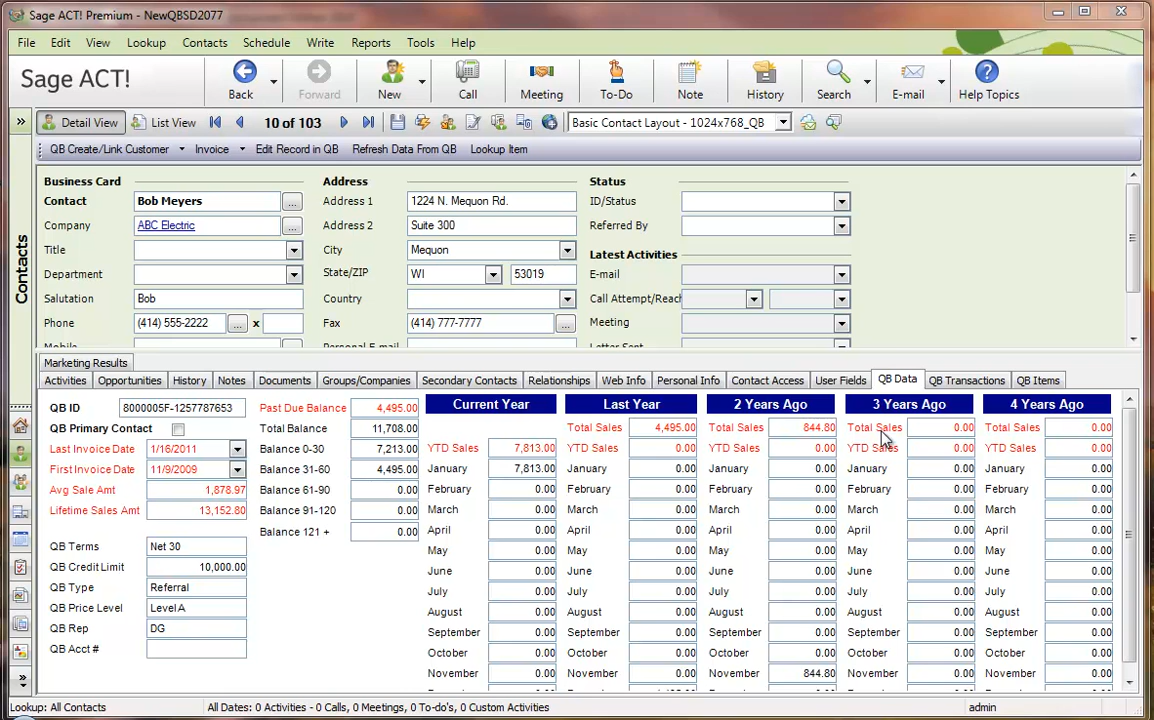 Sage ACT! Premium - NewQBSD2077
File Edit View Lookup Contacts Schedule Write Reports Tools Help
Sage ACT!
Back Forward New Call Meeting To-Do Note History Search E-mail Help Topics
Detail View List View 10 of 103 Basic Contact Layout - 1024x768_QB
QB Create/Link Customer Invoice Edit Record in QB Refresh Data From QB Lookup Item
Contacts
Business Card Address Status
Contact Bob Meyers ... Address 1 1224 N. Mequon Rd. ID/Status
Company ABC Electric ... Address 2 Suite 300 Referred By
Title City Mequon Latest Activities
Department State/ZIP WI 53019 E-mail
Salutation Bob Country Call Attempt/Reach
Phone (414) 555-2222 ... x Fax (414) 777-7777 ... Meeting
Mobile Personal E-mail Letter Sent
Marketing Results
Activities Opportunities History Notes Documents Groups/Companies Secondary Contacts Relationships Web Info Personal Info Contact Access User Fields QB Data QB Transactions QB Items
QB ID 8000005F-1257787653 Past Due Balance 4,495.00 Current Year Last Year 2 Years Ago 3 Years Ago 4 Years Ago
QB Primary Contact Total Balance 11,708.00 Total Sales 4,495.00 Total Sales 844.80 Total Sales 0.00 Total Sales 0.00
Last Invoice Date 1/16/2011 Balance 0-30 7,213.00 YTD Sales 7,813.00 YTD Sales 0.00 YTD Sales 0.00 YTD Sales 0.00 YTD Sales 0.00
First Invoice Date 11/9/2009 Balance 31-60 4,495.00 January 7,813.00 January 0.00 January 0.00 January 0.00 January 0.00
Avg Sale Amt 1,878.97 Balance 61-90 0.00 February 0.00 February 0.00 February 0.00 February 0.00 February 0.00
Lifetime Sales Amt 13,152.80 Balance 91-120 0.00 March 0.00 March 0.00 March 0.00 March 0.00 March 0.00
Balance 121 + 0.00 April 0.00 April 0.00 April 0.00 April 0.00 April 0.00
QB Terms Net 30 May 0.00 May 0.00 May 0.00 May 0.00 May 0.00
QB Credit Limit 10,000.00 June 0.00 June 0.00 June 0.00 June 0.00 June 0.00
QB Type Referral July 0.00 July 0.00 July 0.00 July 0.00 July 0.00
QB Price Level Level A August 0.00 August 0.00 August 0.00 August 0.00 August 0.00
QB Rep DG September 0.00 September 0.00 September 0.00 September 0.00 September 0.00
QB Acct # October 0.00 October 0.00 October 0.00 October 0.00 October 0.00
November 0.00 November 0.00 November 844.80 November 0.00 November 0.00
Lookup: All Contacts All Dates: 0 Activities - 0 Calls, 0 Meetings, 0 To-do's, 0 Custom Activities admin